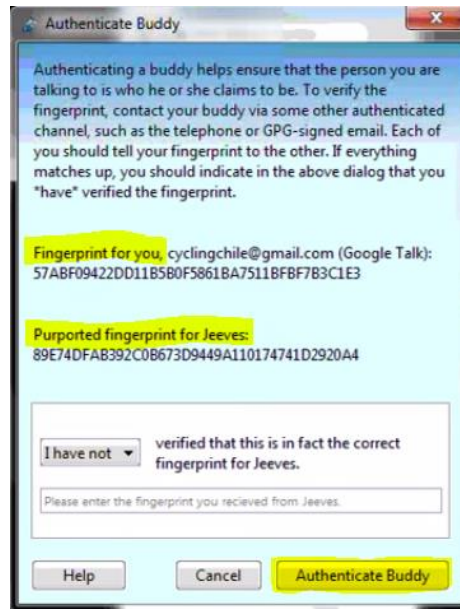 Authenticate Buddy
Authenticating a buddy helps ensure that the person you are
talking to is who he or she claims to be. To verify the
fingerprint, contact your buddy via some other authenticated
channel, such as the telephone or GPG-signed email. Each of
you should tell your fingerprint to the other. If everything
matches up, you should indicate in the above dialog that you
*have* verified the fingerprint.
Fingerprint for you, cyclingchile@gmail.com (Google Talk):
57ABF09422DD11B5B0F5861BA7511BFBF7B3C1E3
Purported fingerprint for Jeeves:
89E74DFAB392C0B673D9449A110174741D2920A4
I have not verified that this is in fact the correct
fingerprint for Jeeves.
Please enter the fingerprint you recieved from Jeeves.
Help Cancel Authenticate Buddy